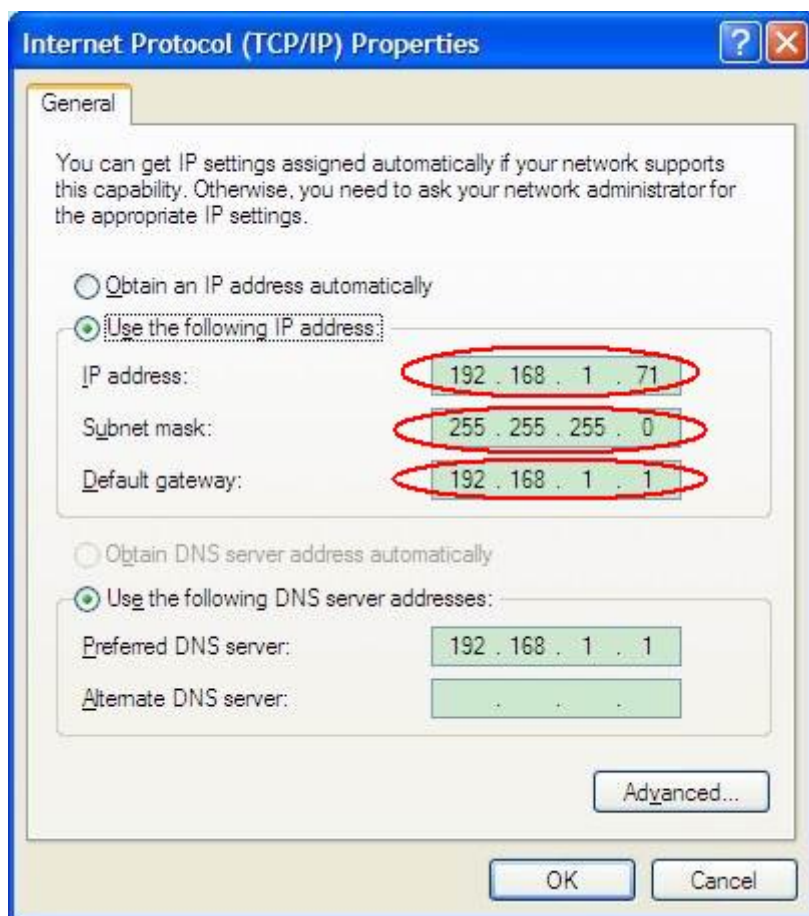 Internet Protocol (TCP/IP) Properties
General
You can get IP settings assigned automatically if your network supports
this capability. Otherwise, you need to ask your network administrator for
the appropriate IP settings.
Obtain an IP address automatically
Use the following IP address:
IP address: 192 . 168 . 1 . 71
Subnet mask: 255 . 255 . 255 . 0
Default gateway: 192 . 168 . 1 . 1
Obtain DNS server address automatically
Use the following DNS server addresses:
Preferred DNS server: 192 . 168 . 1 . 1
Alternate DNS server: . . .
Advanced...
OK Cancel